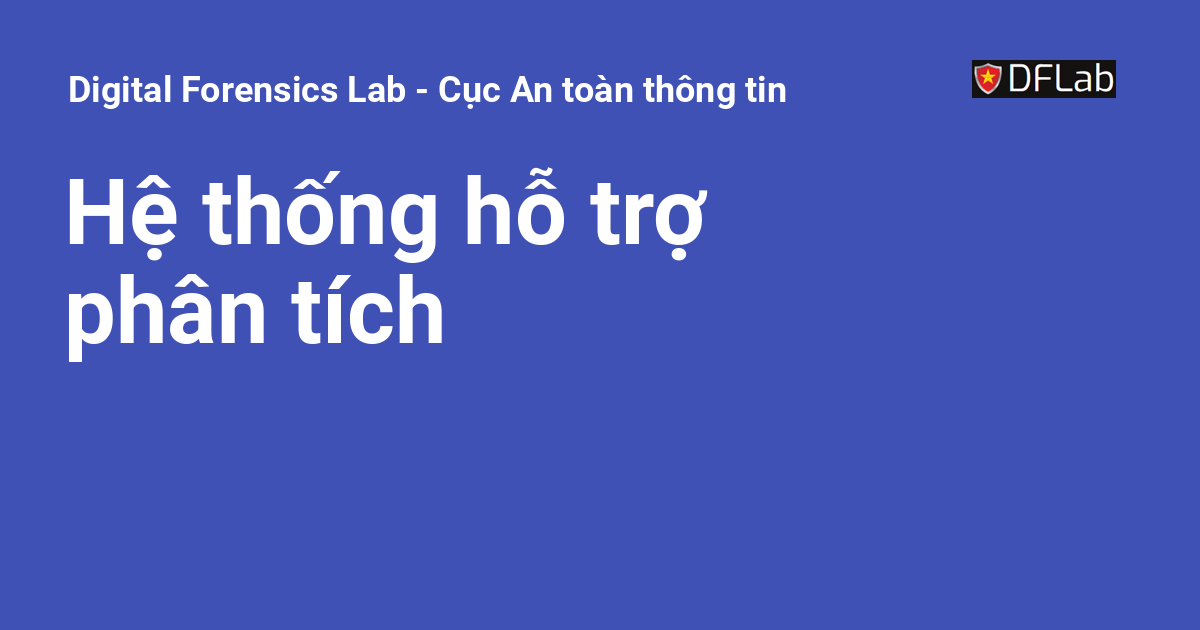 Digital Forensics Lab - Cục An toàn thông tin
DFLab
Hệ thống hỗ trợ
phân tích